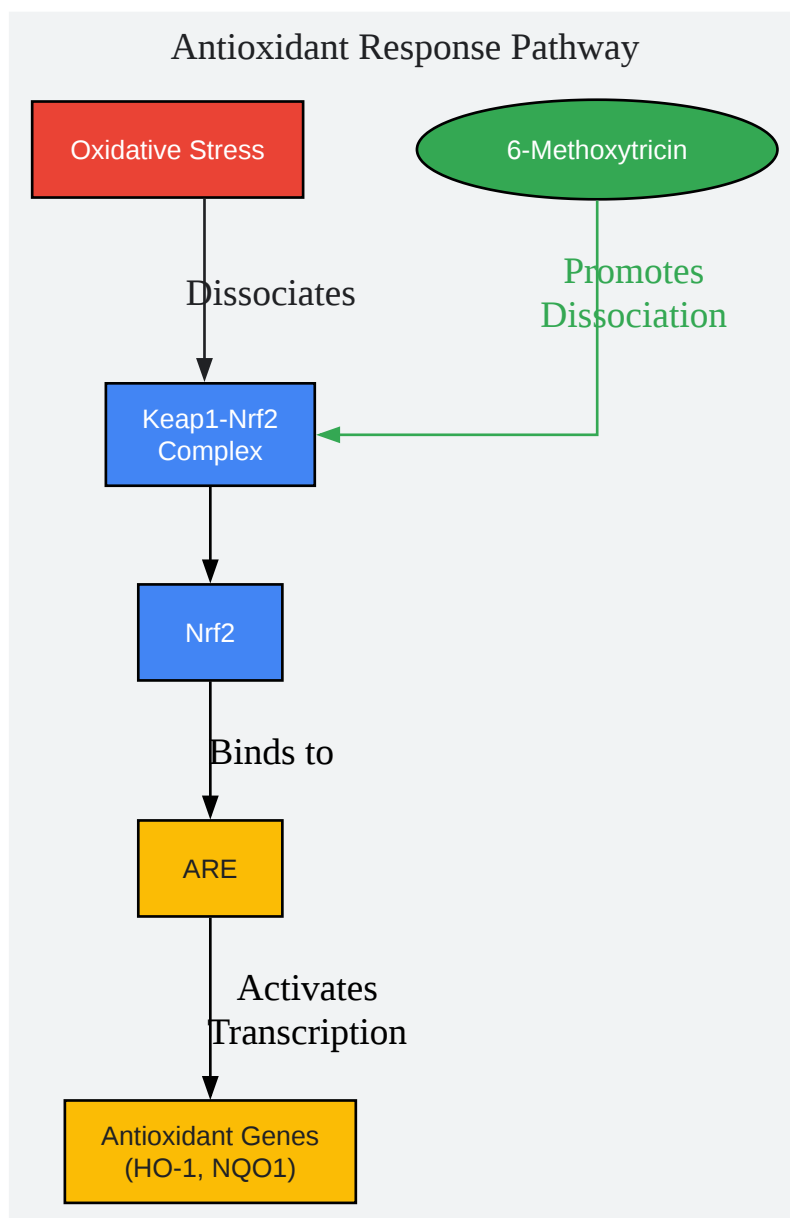 Antioxidant Response Pathway
Oxidative Stress
6-Methoxytricin
Dissociates
Promotes
Dissociation
Keap1-Nrf2
Complex
Nrf2
Binds to
ARE
Activates
Transcription
Antioxidant Genes
(HO-1, NQO1)